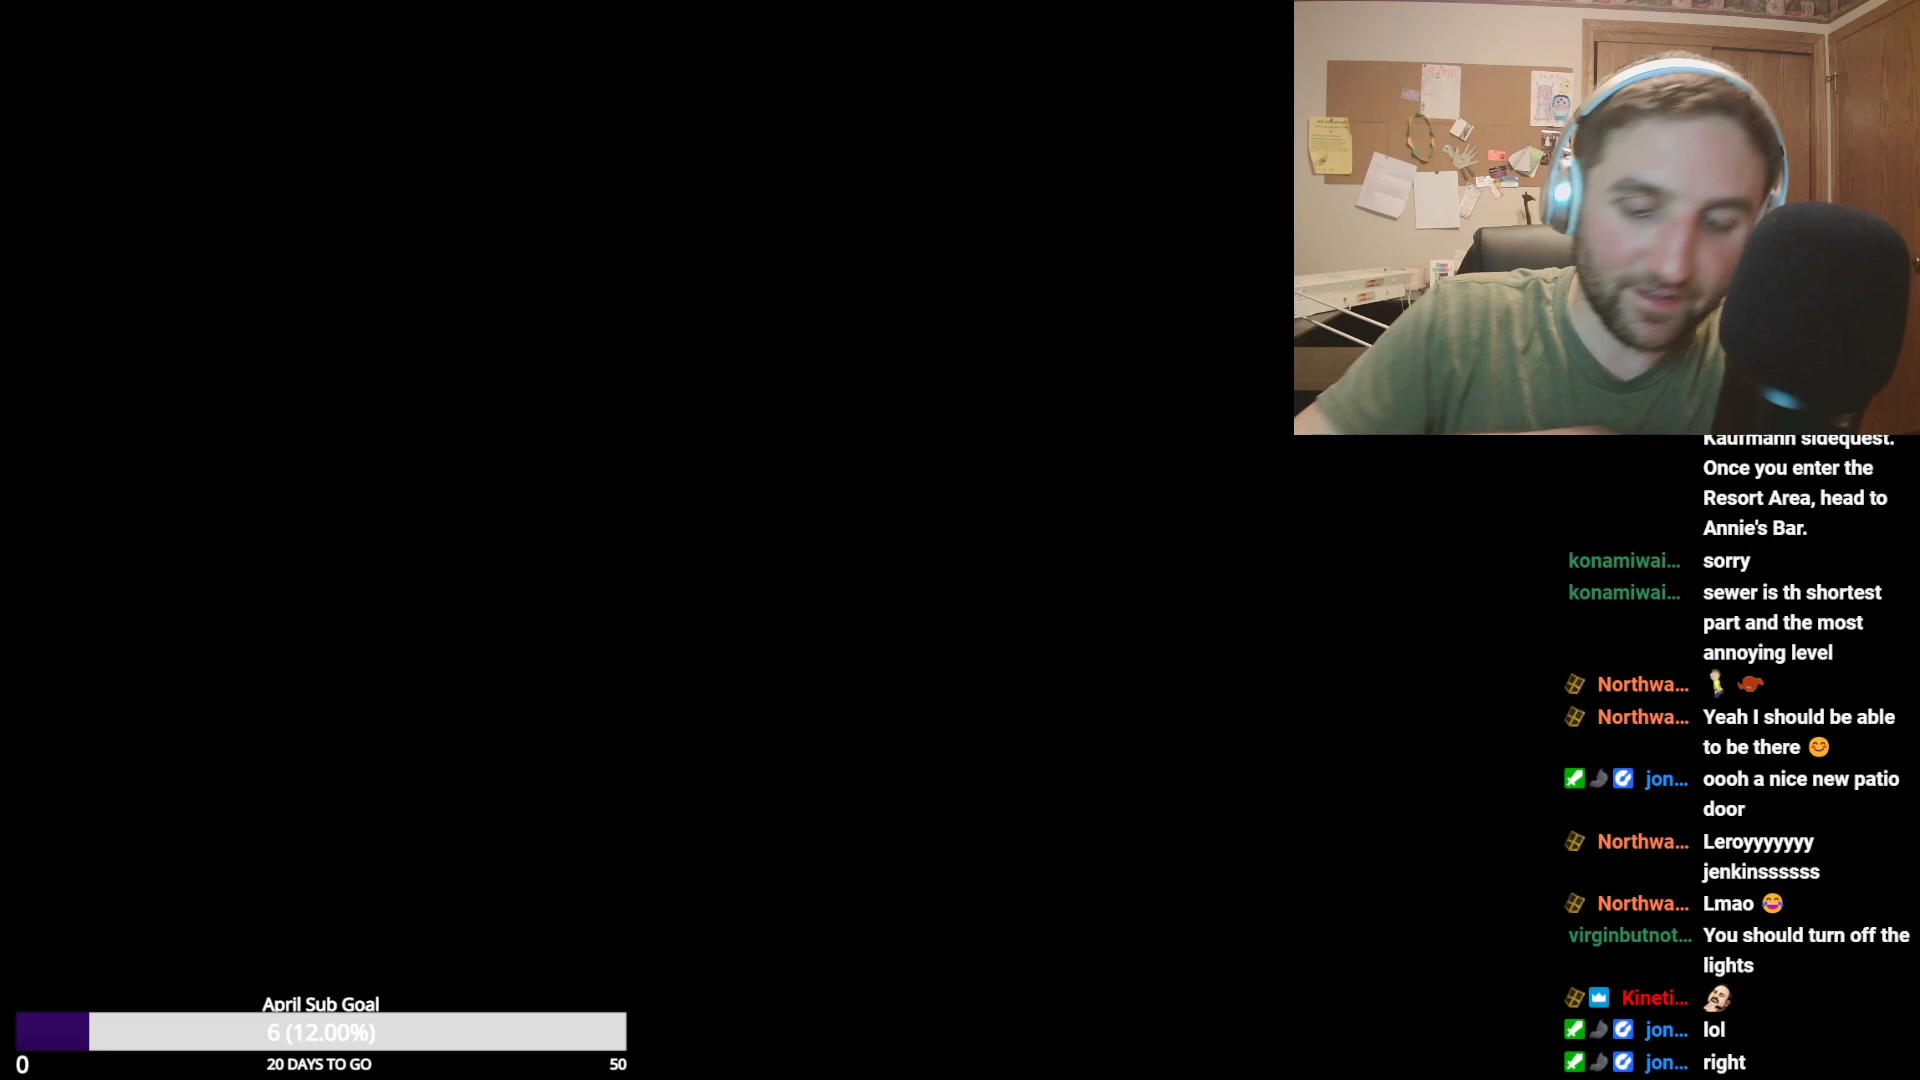 Kaufmann sidequest.
Once you enter the
Resort Area, head to
Annie's Bar.
konamiwai... sorry
konamiwai... sewer is th shortest
part and the most
annoying level
Northwa...
Northwa... Yeah I should be able
to be there 😊
jon... oooh a nice new patio
door
Northwa... Leroyyyyyyy
jenkinssssss
Northwa... Lmao 😂
virginbutnot... You should turn off the
lights
Kineti...
jon... lol
jon... right
April Sub Goal
6 (12.00%)
0 20 DAYS TO GO 50